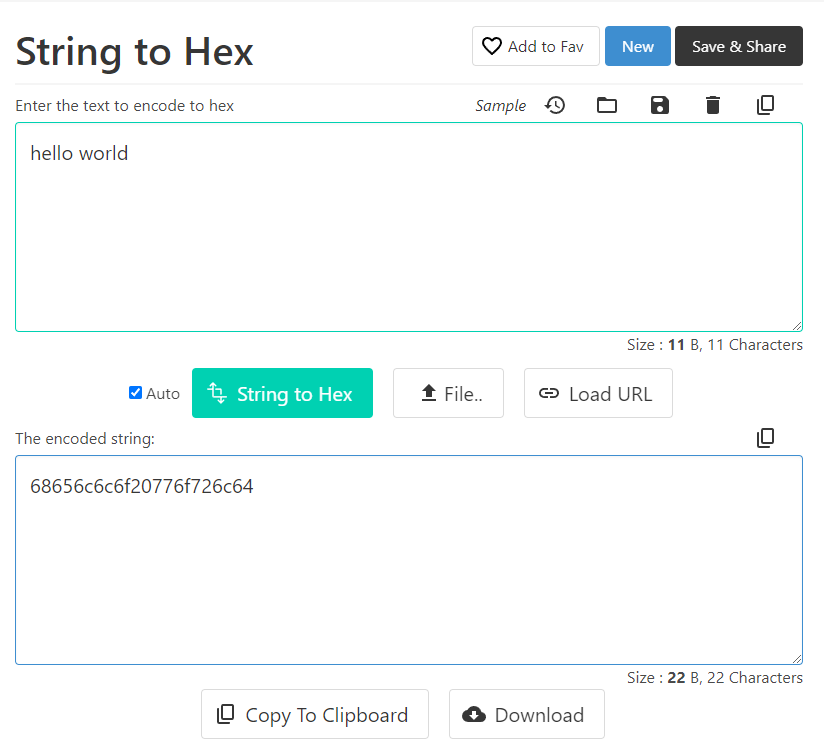 String to Hex
Add to Fav
New
Save & Share
Enter the text to encode to hex
Sample
hello world
Size : 11 B, 11 Characters
Auto
String to Hex
File..
Load URL
The encoded string:
68656c6c6f20776f726c64
Size : 22 B, 22 Characters
Copy To Clipboard
Download